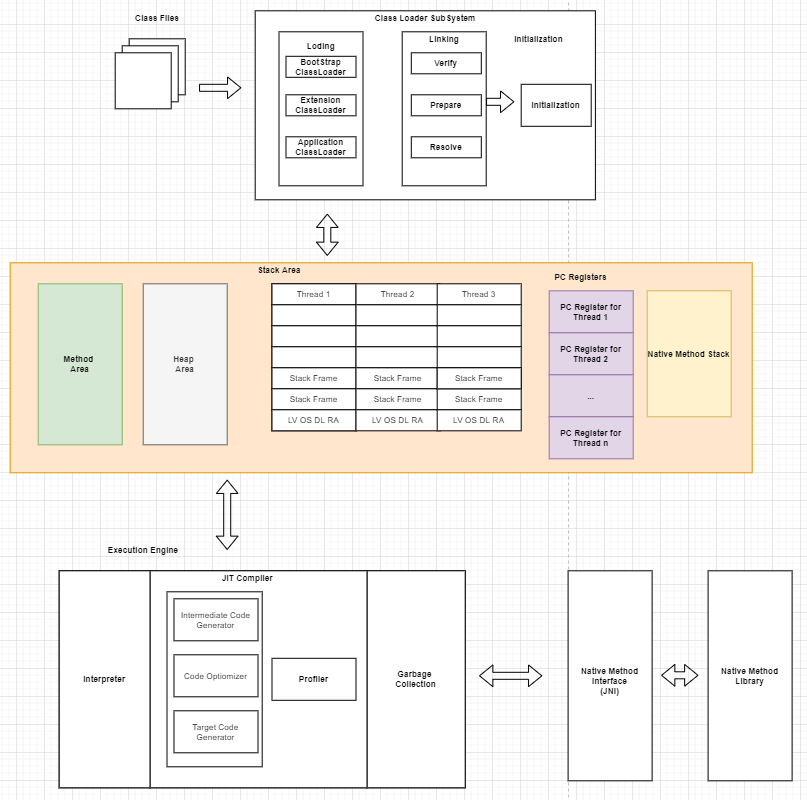 Class Files
Class Loader SubSystem
Loding
BootStrap
ClassLoader
Extension
ClassLoader
Application
ClassLoader
Linking
Verify
Prepare
Resolve
Initialization
Initialization
Stack Area
Method
Area
Heap
Area
Thread 1
Thread 2
Thread 3
Stack Frame
Stack Frame
Stack Frame
Stack Frame
Stack Frame
Stack Frame
LV OS DL RA
LV OS DL RA
LV OS DL RA
PC Registers
PC Register for
Thread 1
PC Register for
Thread 2
...
PC Register for
Thread n
Native Method Stack
Execution Engine
Interpreter
JIT Complier
Intermediate Code
Generator
Code Optiomizer
Target Code
Generator
Profiler
Garbage
Collection
Native Method
Interface
(JNI)
Native Method
Library